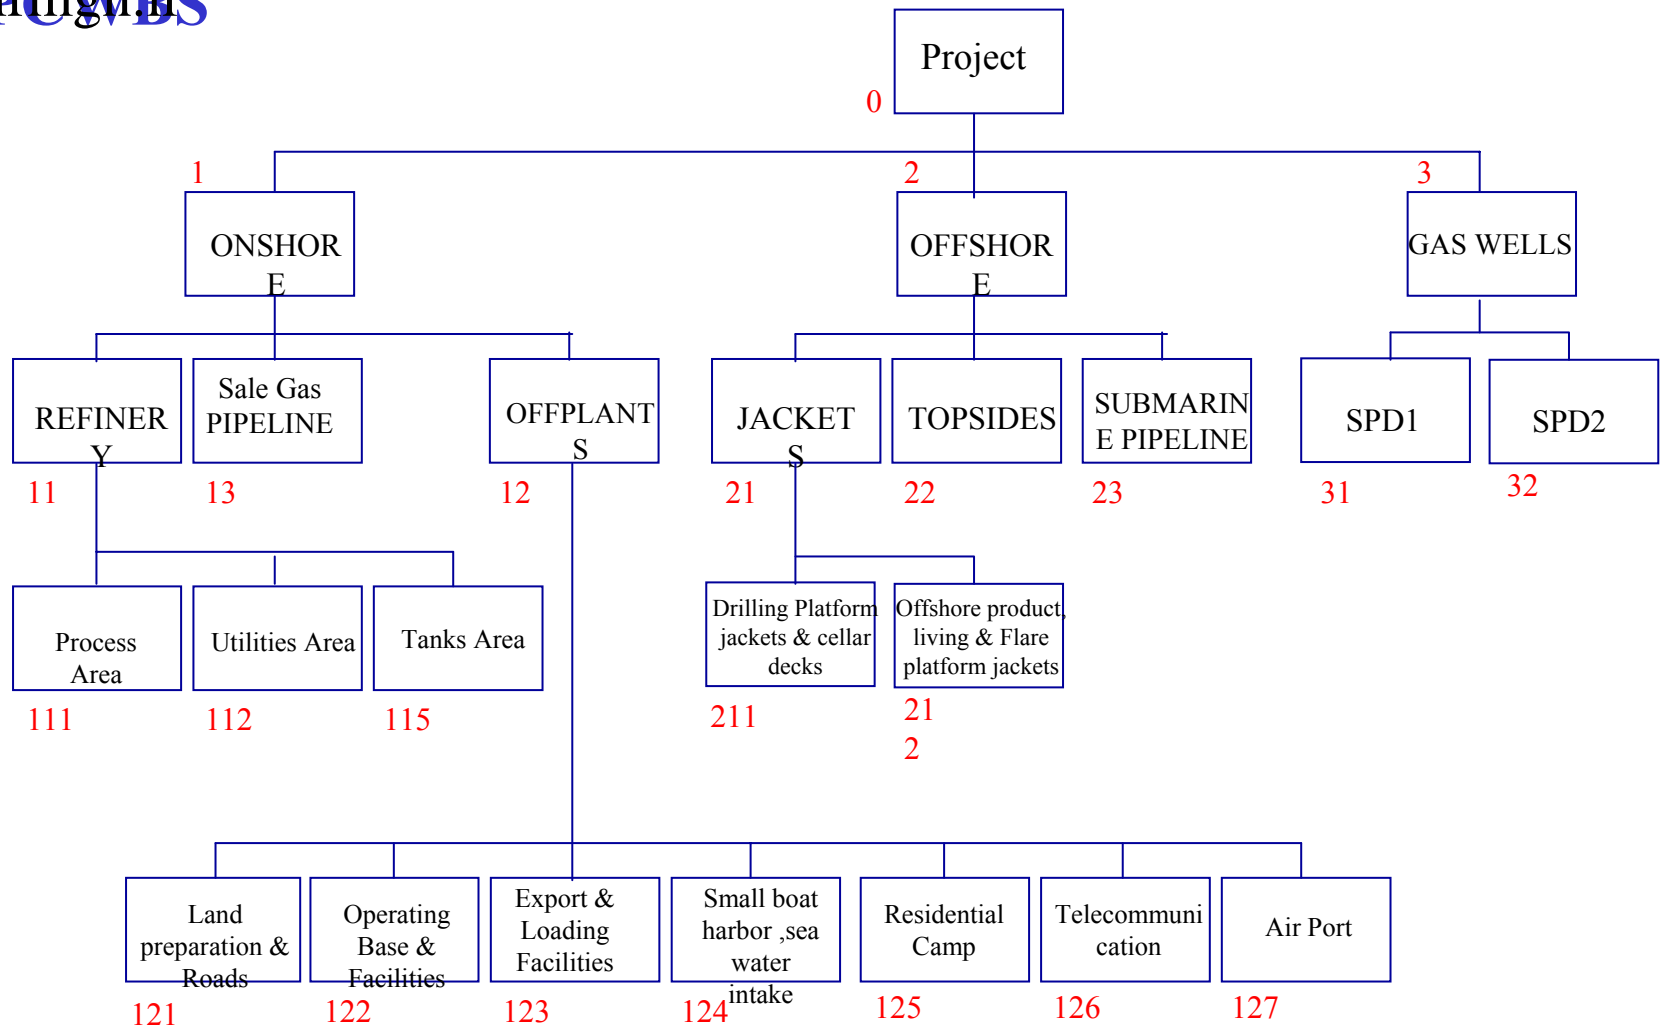 PCWBS
Project
0
1
2
3
ONSHOR
E
OFFSHOR
E
GAS WELLS
REFINER
Y
Sale Gas
PIPELINE
OFFPLANT
S
JACKET
S
TOPSIDES
SUBMARIN
E PIPELINE
SPD1
SPD2
11
13
12
21
22
23
31
32
Process
Area
Utilities Area
Tanks Area
Drilling Platform
jackets & cellar
decks
Offshore product,
living & Flare
platform jackets
111
112
115
211
21
2
Land
preparation &
Roads
Operating
Base &
Facilities
Export &
Loading
Facilities
Small boat
harbor ,sea
water
intake
Residential
Camp
Telecommuni
cation
Air Port
121
122
123
124
125
126
127